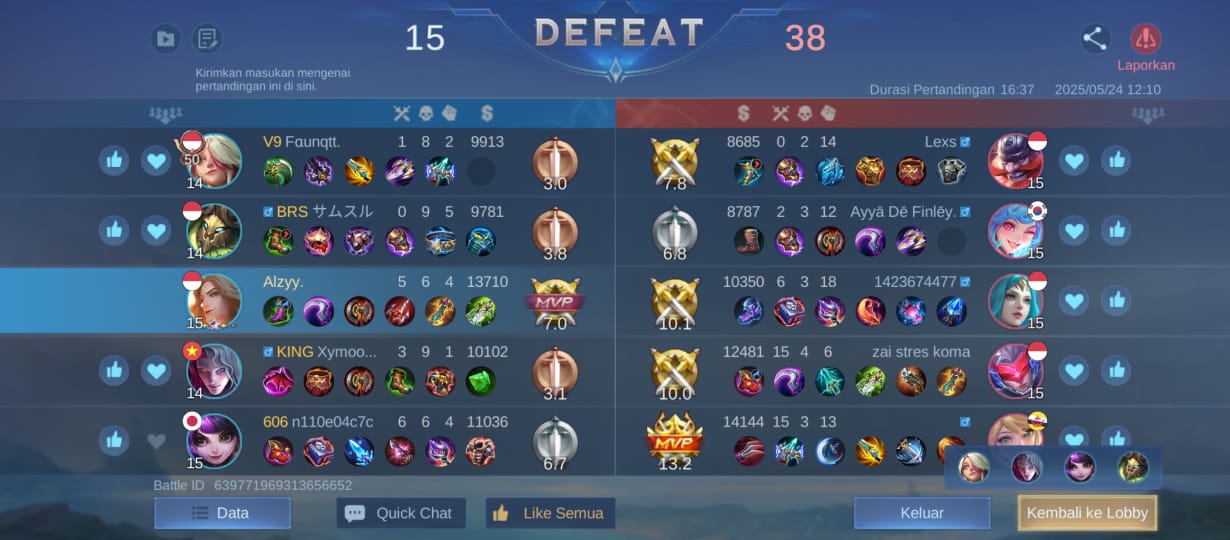 15 DEFEAT 38
Kirimkan masukan mengenai
pertandingan ini di sini.
Laporkan
Durasi Pertandingan 16:37 2025/05/24 12:10
V9 Fαunqtt. 1 8 2 9913
50
14
3.0
8685 0 2 14 Lexs
7.8
15
BRS サムスル 0 9 5 9781
14
3.8
8787 2 3 12 Ayyā Dē Finlēy.
6.8
15
Alzyy. 5 6 4 13710
15
MVP
7.0
10350 6 3 18 1423674477
10.1
15
KING Xymoo... 3 9 1 10102
14
3.1
12481 15 4 6 zai stres koma
10.0
15
606 n110e04c7c 6 6 4 11036
15
6.7
14144 15 3 13
MVP
13.2
Battle ID 639771969313656652
Data
Quick Chat
Like Semua
Keluar
Kembali ke Lobby